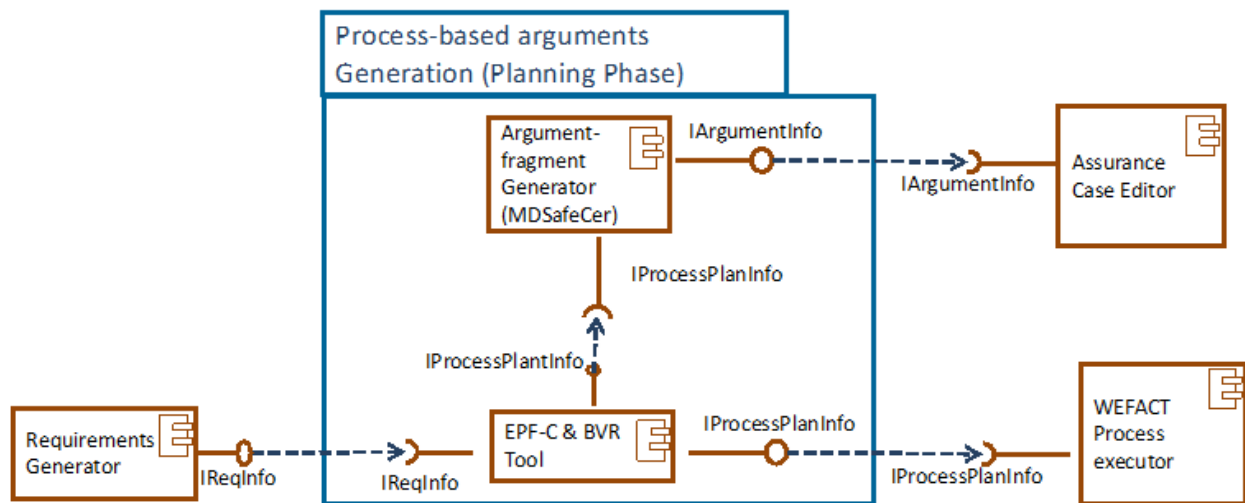 Process-based arguments
Generation (Planning Phase)
Argument-
fragment
Generator
(MDSafeCer)
IArgumentInfo
IArgumentInfo
Assurance
Case Editor
IProcessPlanInfo
IProcessPlantInfo
Requirements
Generator
IReqInfo
IReqInfo
EPF-C & BVR
Tool
IProcessPlanInfo
IProcessPlanInfo
WEFACT
Process
executor